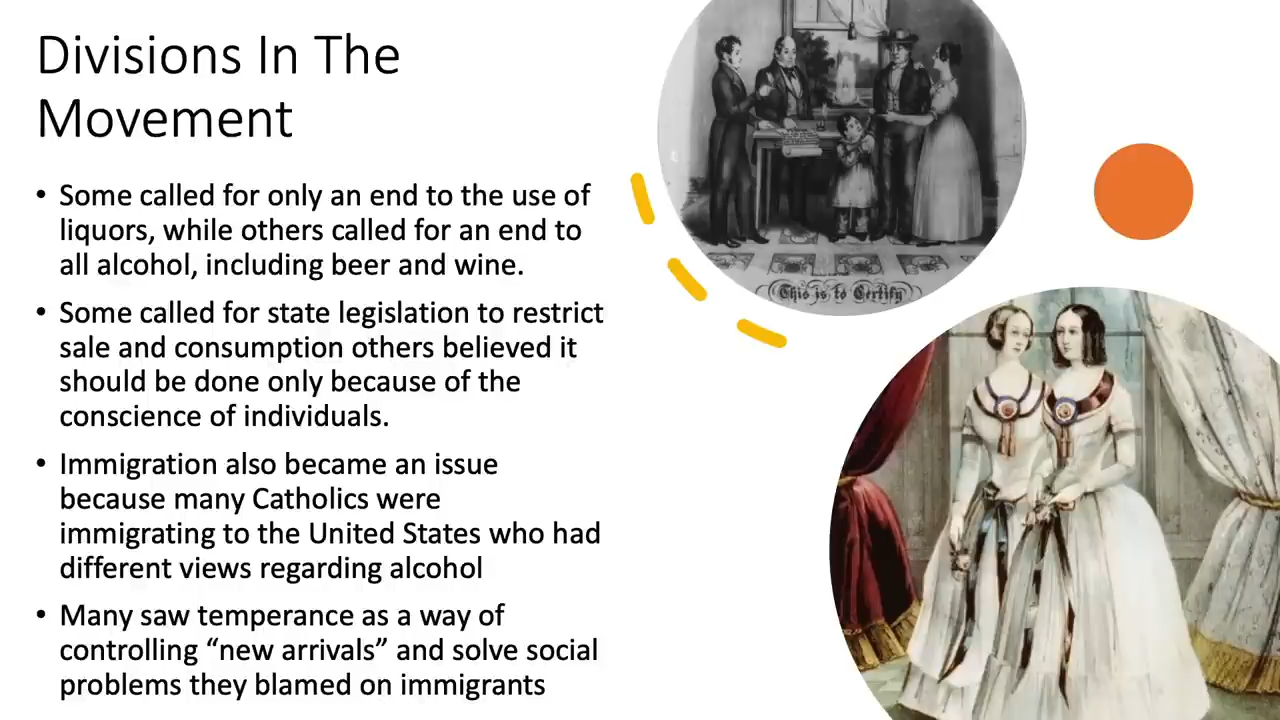 Divisions In The
Movement
• Some called for only an end to the use of
liquors, while others called for an end to
all alcohol, including beer and wine.
• Some called for state legislation to restrict
sale and consumption others believed it
should be done only because of the
conscience of individuals.
• Immigration also became an issue
because many Catholics were
immigrating to the United States who had
different views regarding alcohol
• Many saw temperance as a way of
controlling “new arrivals” and solve social
problems they blamed on immigrants
This is to Certify